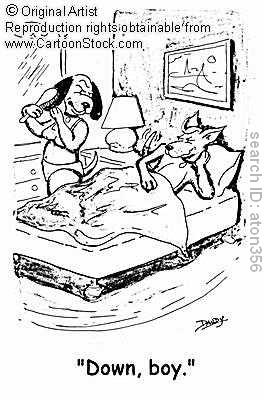 © Original Artist
Reproduction rights obtainable from
www.CartoonStock.com
search ID: aton356
"Down, boy."